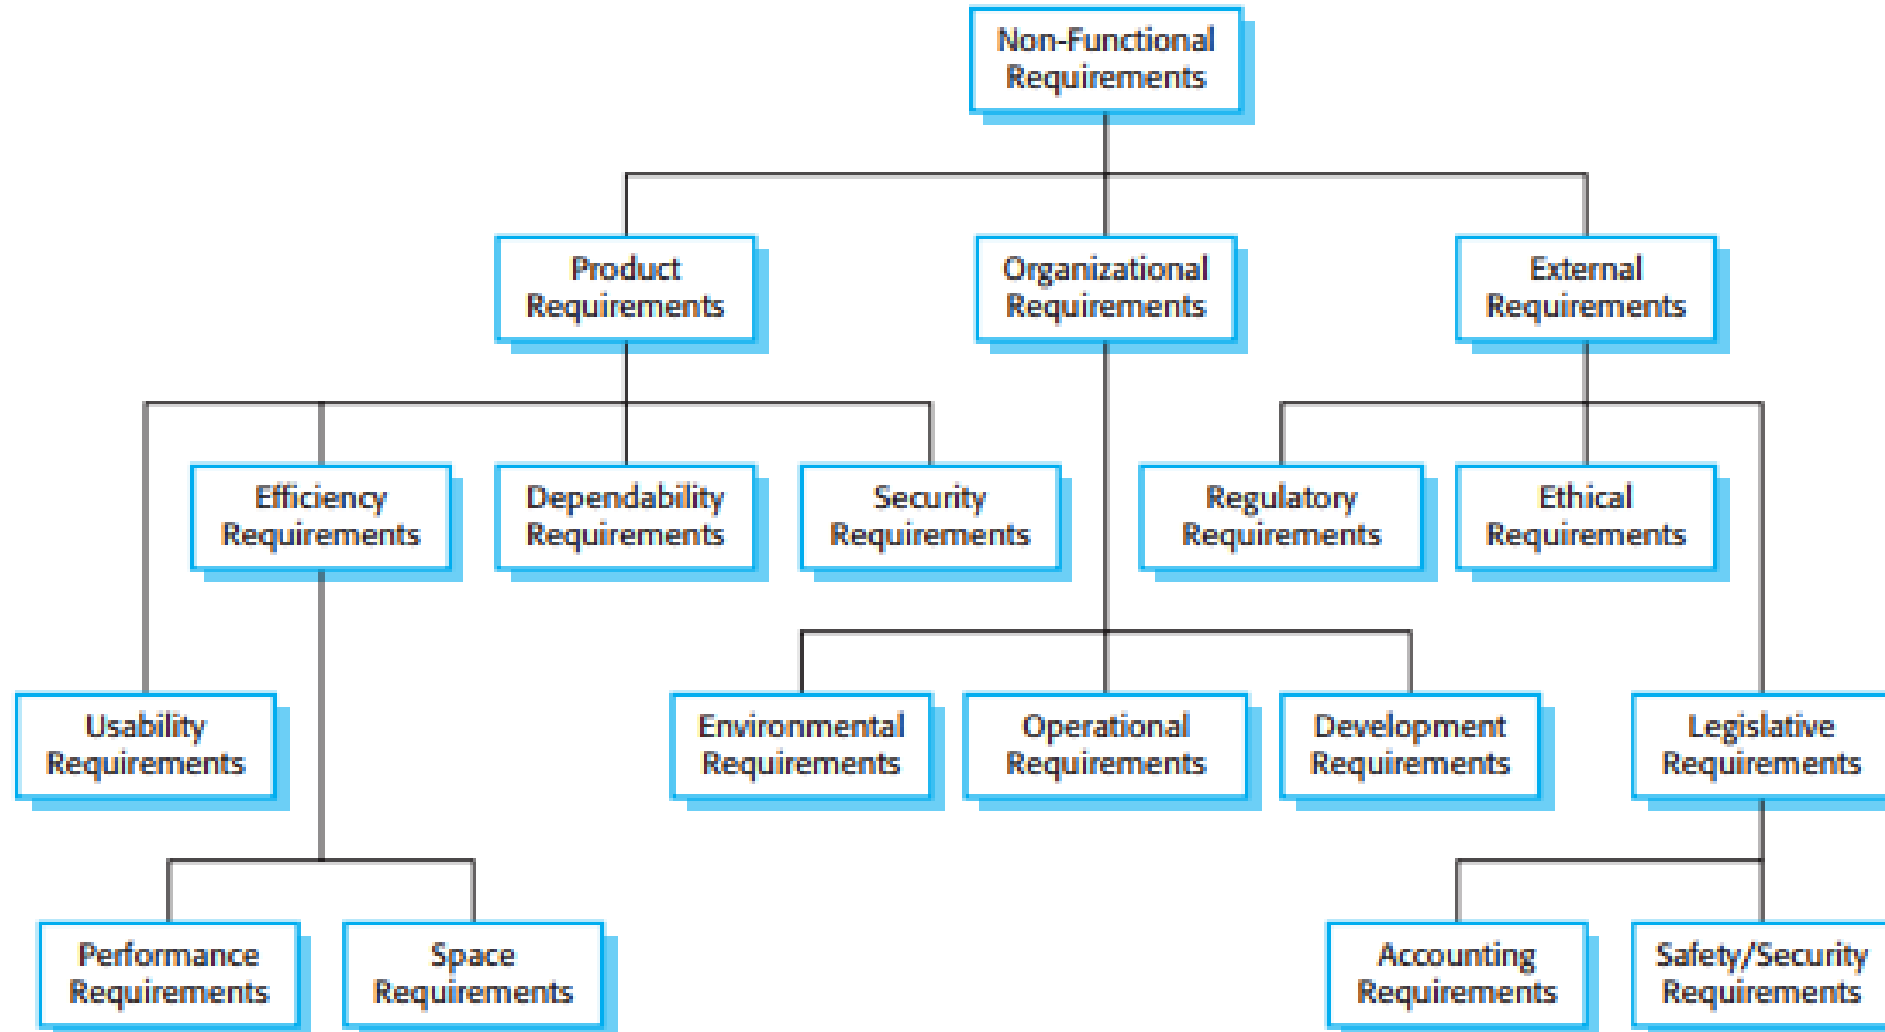 Non-Functional
Requirements
Product
Requirements
Organizational
Requirements
External
Requirements
Efficiency
Requirements
Dependability
Requirements
Security
Requirements
Regulatory
Requirements
Ethical
Requirements
Usability
Requirements
Environmental
Requirements
Operational
Requirements
Development
Requirements
Legislative
Requirements
Performance
Requirements
Space
Requirements
Accounting
Requirements
Safety/Security
Requirements